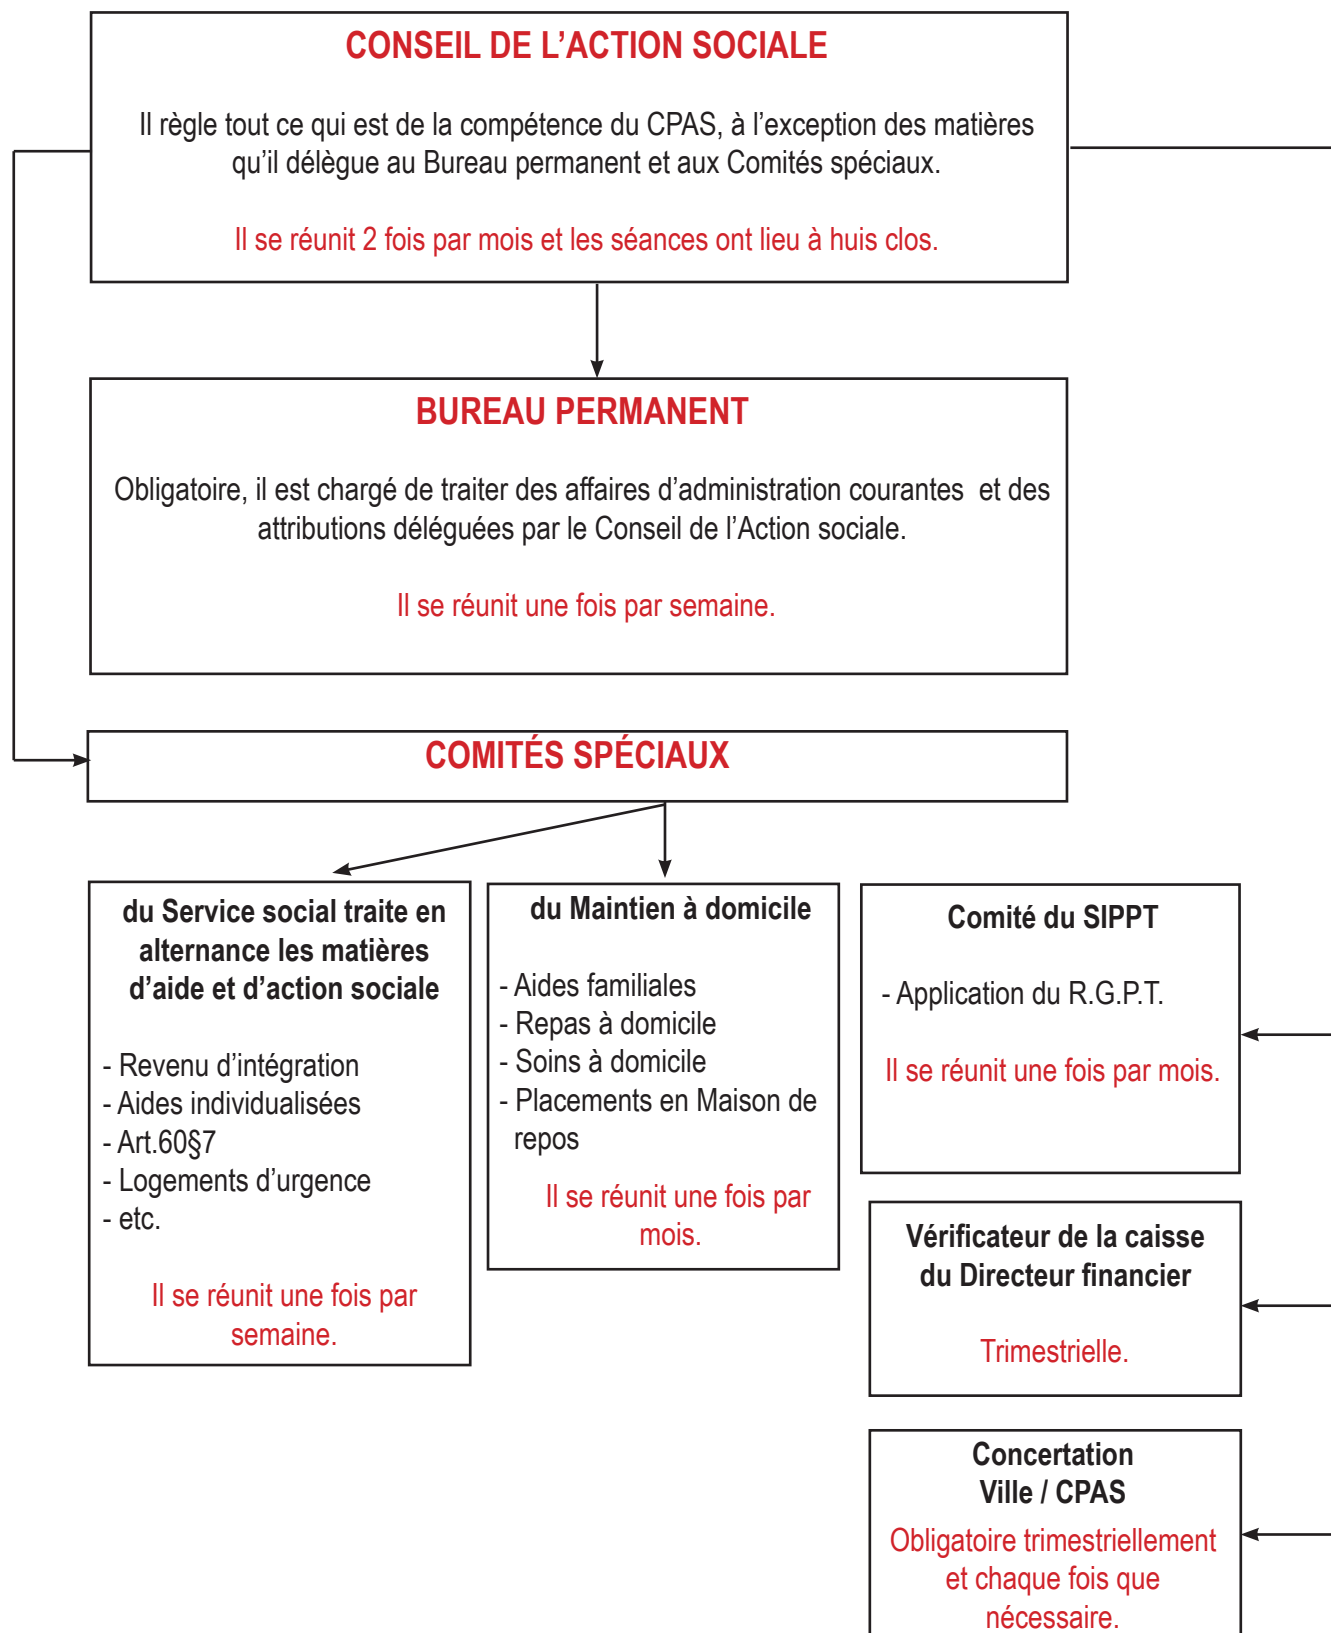 CONSEIL DE L’ACTION SOCIALE
Il règle tout ce qui est de la compétence du CPAS, à l’exception des matières
qu’il délègue au Bureau permanent et aux Comités spéciaux.
Il se réunit 2 fois par mois et les séances ont lieu à huis clos.
BUREAU PERMANENT
Obligatoire, il est chargé de traiter des affaires d’administration courantes et des
attributions déléguées par le Conseil de l’Action sociale.
Il se réunit une fois par semaine.
COMITÉS SPÉCIAUX
du Service social traite en
alternance les matières
d’aide et d’action sociale
- Revenu d’intégration
- Aides individualisées
- Art.60§7
- Logements d’urgence
- etc.
Il se réunit une fois par
semaine.
du Maintien à domicile
- Aides familiales
- Repas à domicile
- Soins à domicile
- Placements en Maison de
repos
Il se réunit une fois par
mois.
Comité du SIPPT
- Application du R.G.P.T.
Il se réunit une fois par mois.
Vérificateur de la caisse
du Directeur financier
Trimestrielle.
Concertation
Ville / CPAS
Obligatoire trimestriellement
et chaque fois que
nécessaire.